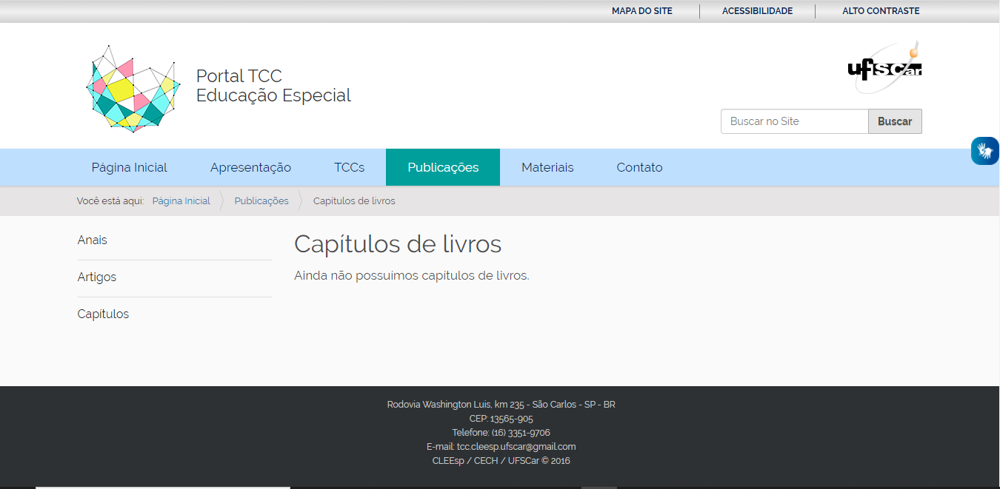 MAPA DO SITE
ACESSIBILIDADE
ALTO CONTRASTE
Portal TCC
Educação Especial
ufscar
Buscar no Site
Buscar
Página Inicial
Apresentação
TCCs
Publicações
Materiais
Contato
Você está aqui: Página Inicial Publicações Capítulos de livros
Anais
Artigos
Capítulos
Capítulos de livros
Ainda não possuimos capitulos de livros.
Rodovia Washington Luis, km 235 - São Carlos - SP - BR
CEP: 13565-905
Telefone: (16) 3351-9706
E-mail: tcc.cleesp.ufscar@gmail.com
CLEEsp / CECH / UFSCar © 2016